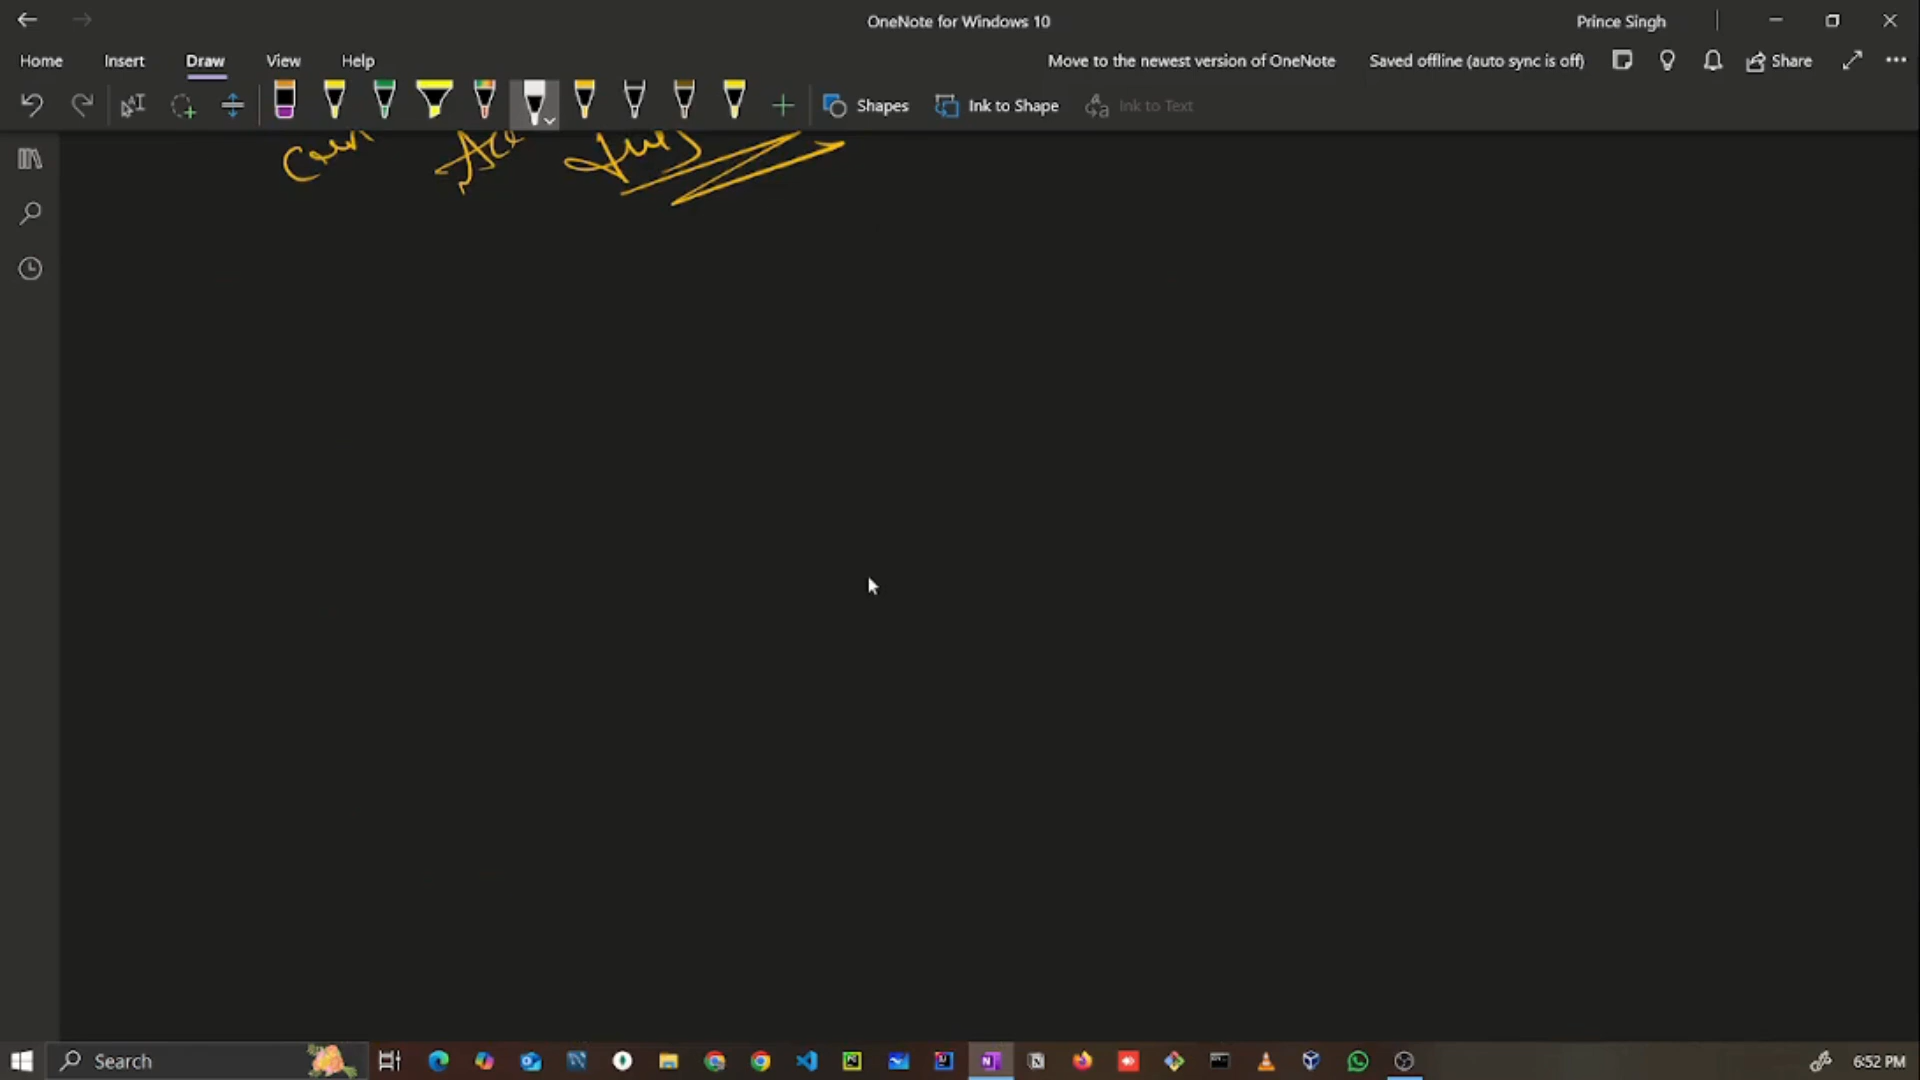 OneNote for Windows 10
Prince Singh
Home Insert Draw View Help
Move to the newest version of OneNote Saved offline (auto sync is off) Share
Shapes Ink to Shape Ink to Text
Search
6:52 PM